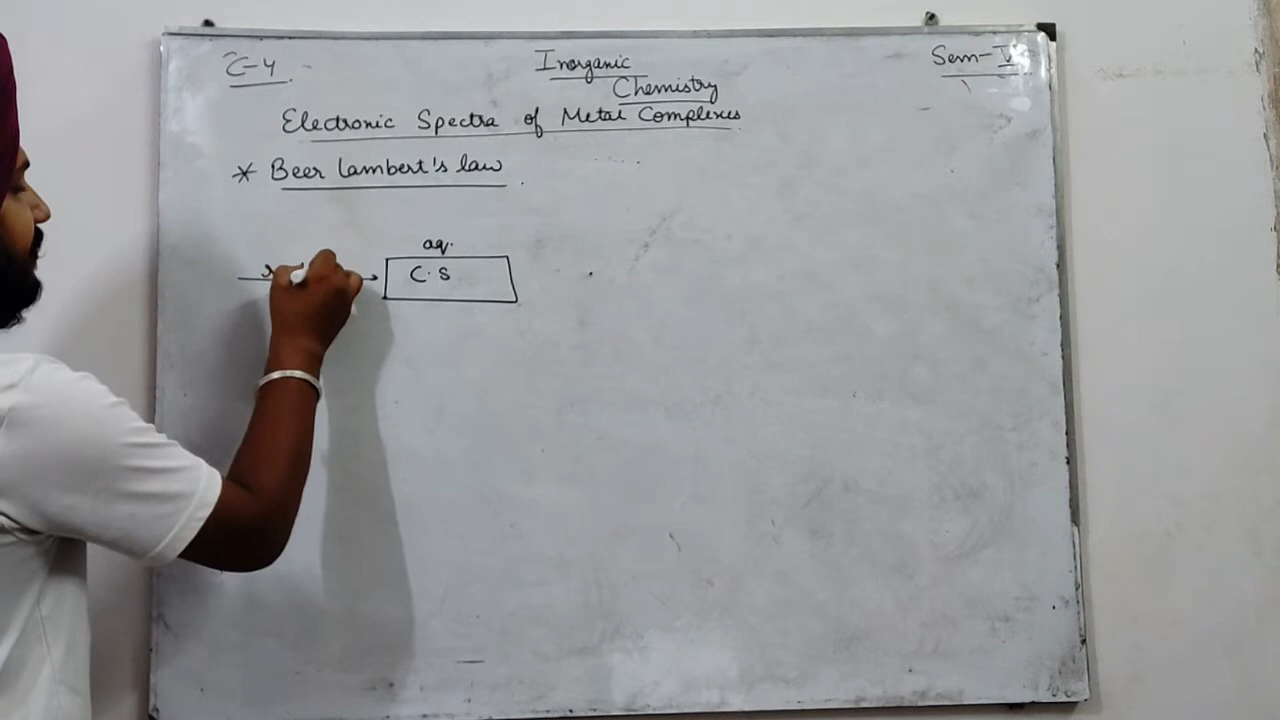 C-4 Inorganic Sem-V
Chemistry
Electronic Spectra of Metal Complexes
* Beer Lambert's law
aq.
C.S